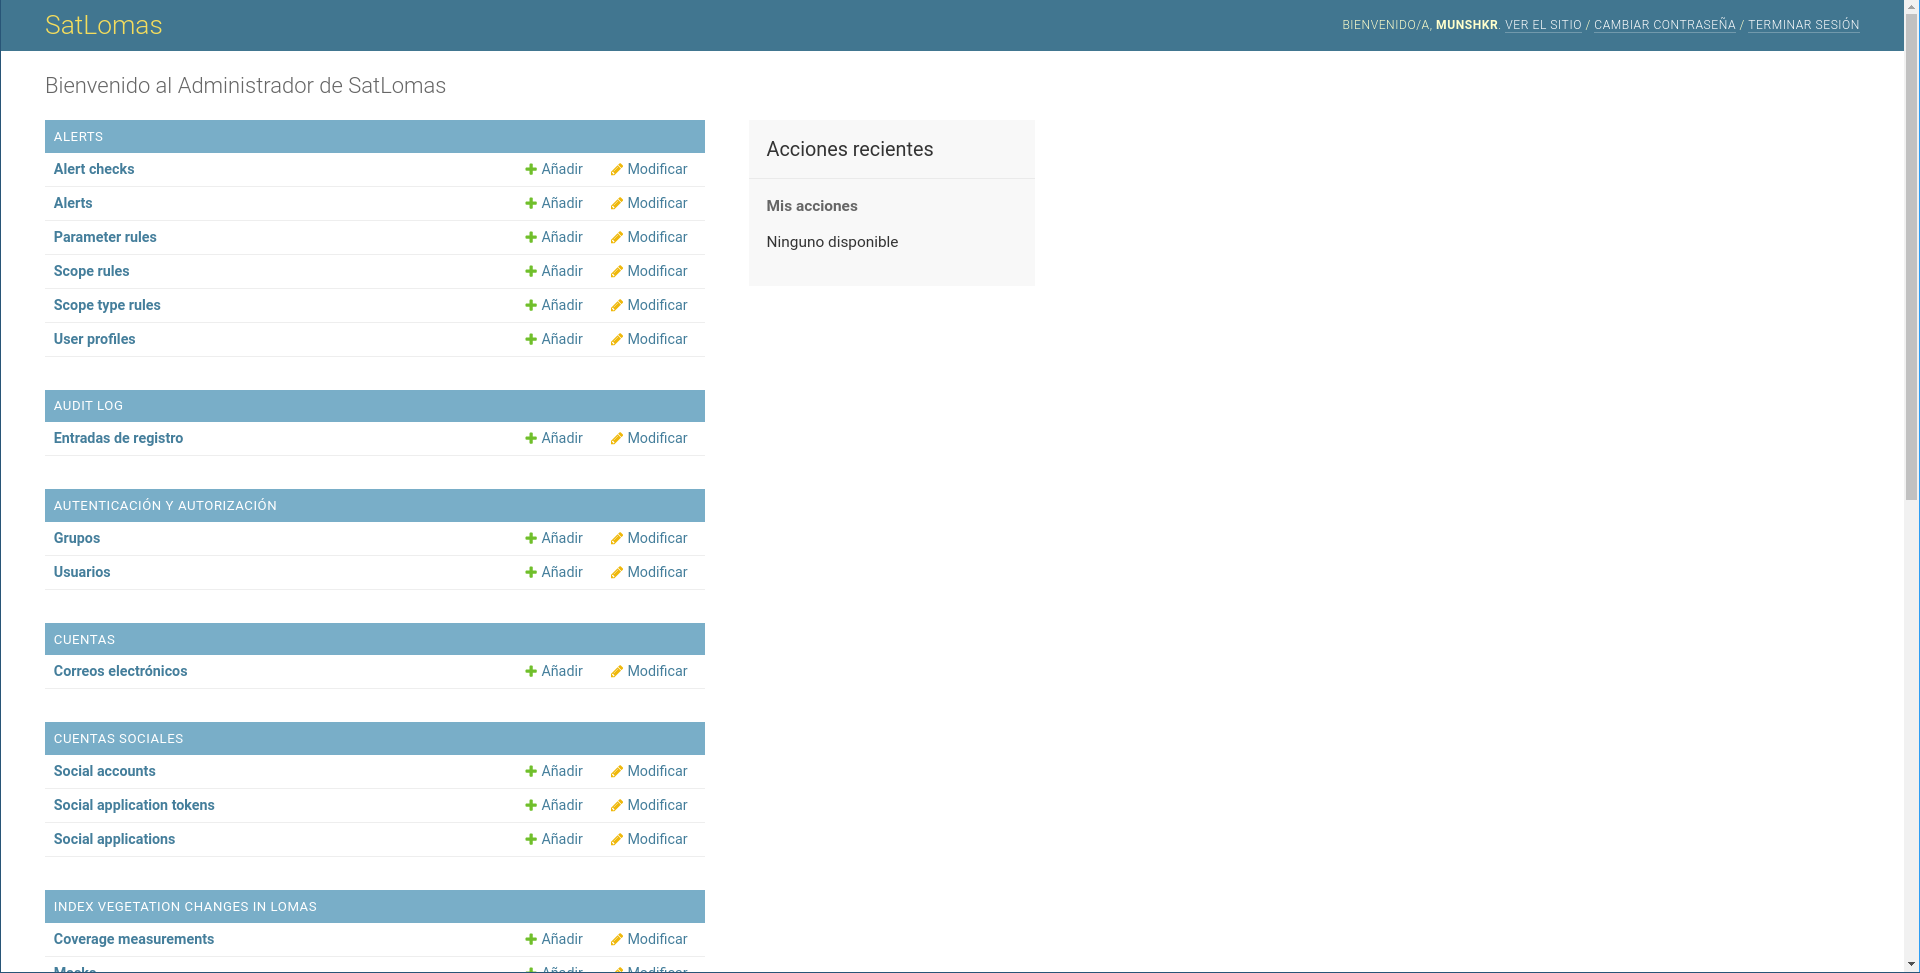 SatLomas
BIENVENIDO/A, MUNSHKR. VER EL SITIO / CAMBIAR CONTRASEÑA / TERMINAR SESIÓN
Bienvenido al Administrador de SatLomas
ALERTS
Alert checks Añadir Modificar
Alerts Añadir Modificar
Parameter rules Añadir Modificar
Scope rules Añadir Modificar
Scope type rules Añadir Modificar
User profiles Añadir Modificar
AUDIT LOG
Entradas de registro Añadir Modificar
AUTENTICACIÓN Y AUTORIZACIÓN
Grupos Añadir Modificar
Usuarios Añadir Modificar
CUENTAS
Correos electrónicos Añadir Modificar
CUENTAS SOCIALES
Social accounts Añadir Modificar
Social application tokens Añadir Modificar
Social applications Añadir Modificar
INDEX VEGETATION CHANGES IN LOMAS
Coverage measurements Añadir Modificar
Añadir Modificar
Acciones recientes
Mis acciones
Ninguno disponible